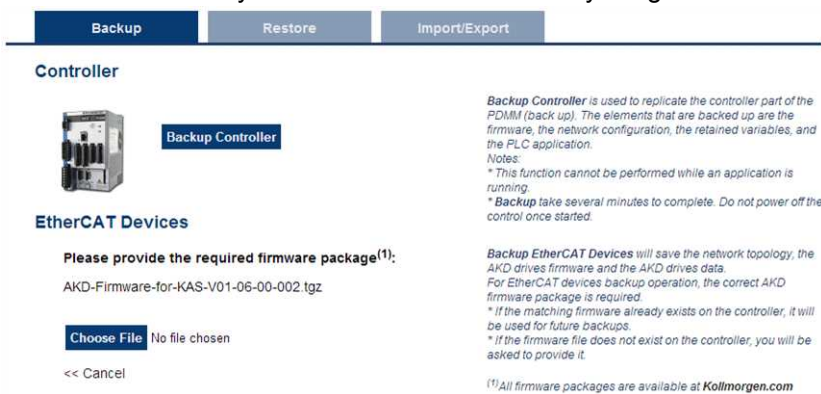 Backup
Restore
Import/Export
Controller
Backup Controller
Backup Controller is used to replicate the controller part of the
PDMM (back up). The elements that are backed up are the
firmware, the network configuration, the retained variables, and
the PLC application.
Notes:
* This function cannot be performed while an application is
running.
* Backup take several minutes to complete. Do not power off the
control once started.
EtherCAT Devices
Please provide the required firmware package(1):
AKD-Firmware-for-KAS-V01-06-00-002.tgz
Choose File No file chosen
<< Cancel
Backup EtherCAT Devices will save the network topology, the
AKD drives firmware and the AKD drives data.
For EtherCAT devices backup operation, the correct AKD
firmware package is required.
* If the matching firmware already exists on the controller, it will
be used for future backups.
* If the firmware file does not exist on the controller, you will be
asked to provide it.
(1)All firmware packages are available at Kollmorgen.com